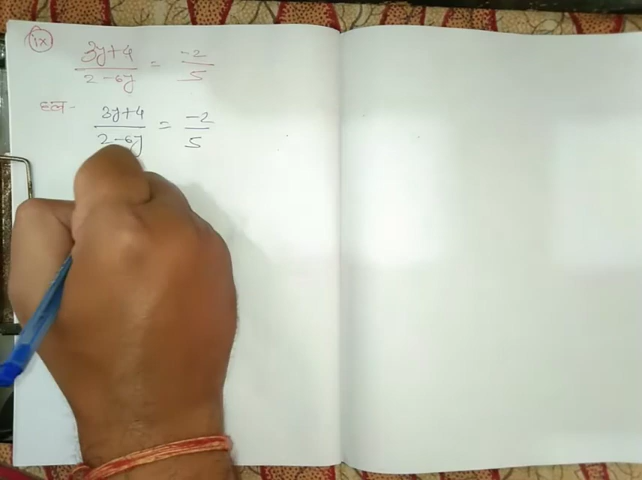 ix
3y+4 / 2-6y = -2 / 5
हल- 3y+4 / 2-6y = -2 / 5